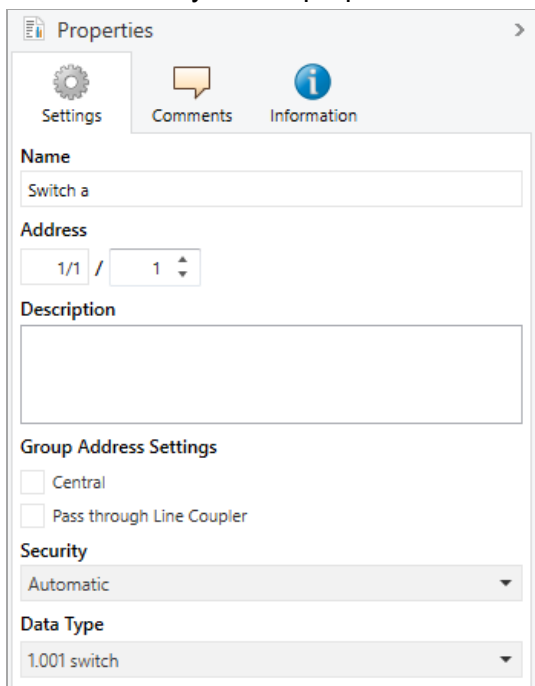 Properties
Settings Comments Information
Name
Switch a
Address
1/1 / 1
Description
Group Address Settings
Central
Pass through Line Coupler
Security
Automatic
Data Type
1.001 switch